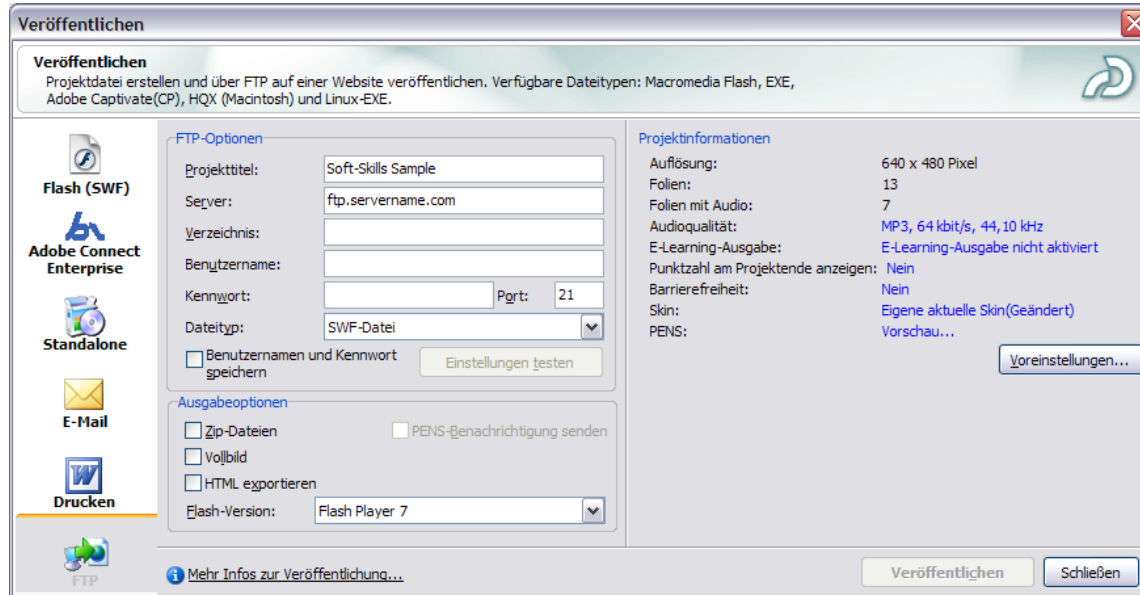 Veröffentlichen
Veröffentlichen
Projektdatei erstellen und über FTP auf einer Website veröffentlichen. Verfügbare Dateitypen: Macromedia Flash, EXE,
Adobe Captivate(CP), HQX (Macintosh) und Linux-EXE.
Flash (SWF)
Adobe Connect
Enterprise
Standalone
E-Mail
Drucken
FTP
FTP-Optionen
Projekttitel: Soft-Skills Sample
Server: ftp.servername.com
Verzeichnis:
Benutzername:
Kennwort: Port: 21
Dateityp: SWF-Datei
Benutzernamen und Kennwort
speichern
Einstellungen testen
Ausgabeoptionen
Zip-Dateien PENS-Benachrichtigung senden
Vollbild
HTML exportieren
Flash-Version: Flash Player 7
Projektinformationen
Auflösung: 640 x 480 Pixel
Folien: 13
Folien mit Audio: 7
Audioqualität: MP3, 64 kbit/s, 44,10 kHz
E-Learning-Ausgabe: E-Learning-Ausgabe nicht aktiviert
Punktzahl am Projektende anzeigen: Nein
Barrierefreiheit: Nein
Skin: Eigene aktuelle Skin(Geändert)
PENS: Vorschau...
Voreinstellungen...
Mehr Infos zur Veröffentlichung...
Veröffentlichen Schließen